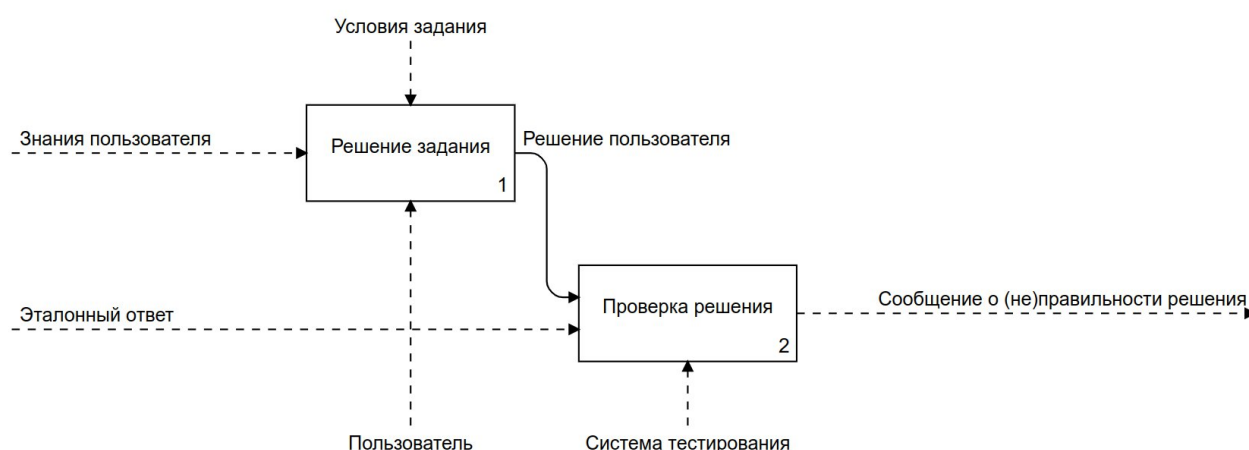 Условия задания
Знания пользователя
Решение задания
Решение пользователя
1
Эталонный ответ
Проверка решения
Сообщение о (не)правильности решения
2
Пользователь
Система тестирования